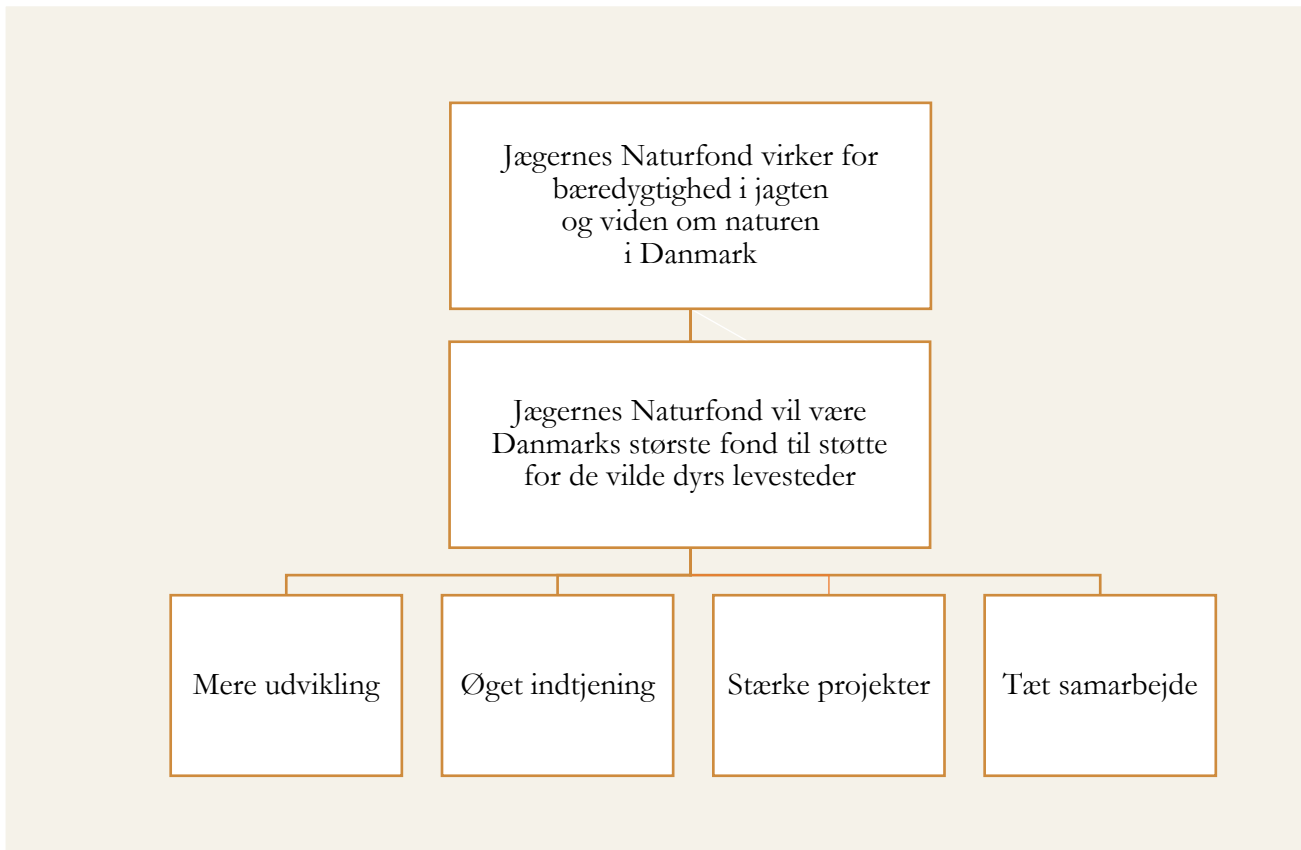 Jægernes Naturfond virker for
bæredygtighed i jagten
og viden om naturen
i Danmark
Jægernes Naturfond vil være
Danmarks største fond til støtte
for de vilde dyrs levesteder
Mere udvikling
Øget indtjening
Stærke projekter
Tæt samarbejde